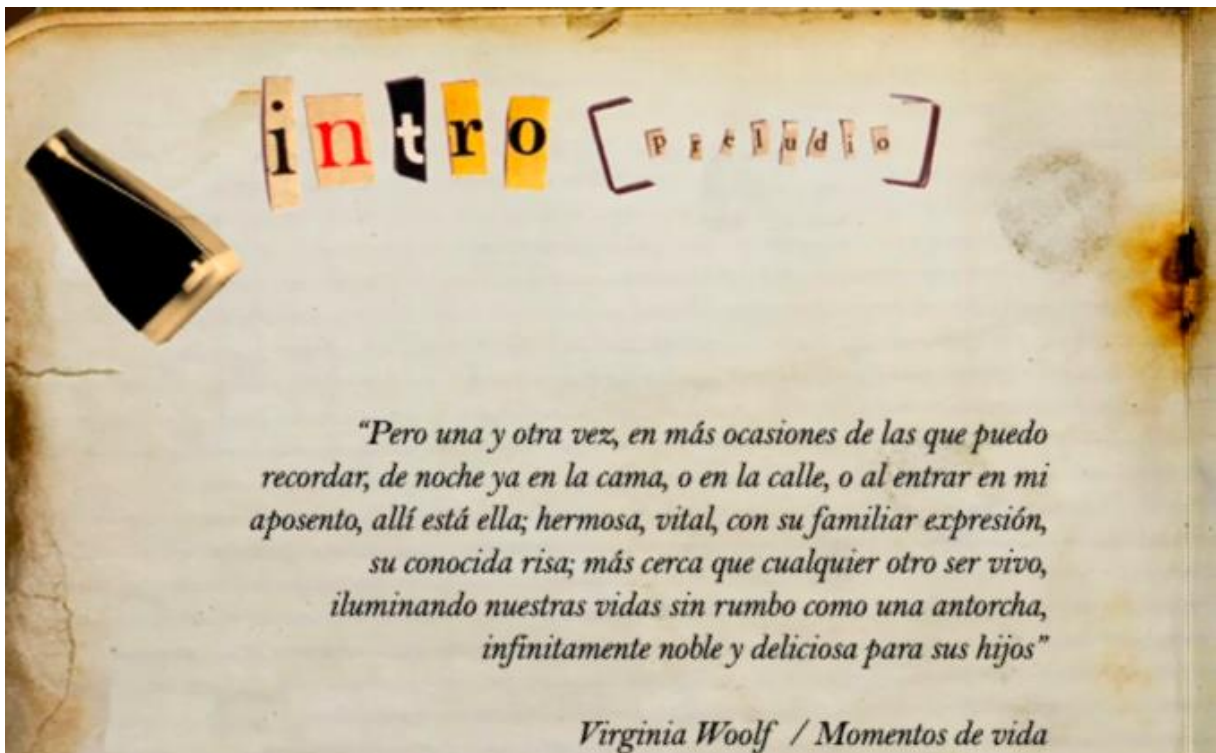 intro [preludio]
“Pero una y otra vez, en más ocasiones de las que puedo
recordar, de noche ya en la cama, o en la calle, o al entrar en mi
aposento, allí está ella; hermosa, vital, con su familiar expresión,
su conocida risa; más cerca que cualquier otro ser vivo,
iluminando nuestras vidas sin rumbo como una antorcha,
infinitamente noble y deliciosa para sus hijos”
Virginia Woolf / Momentos de vida